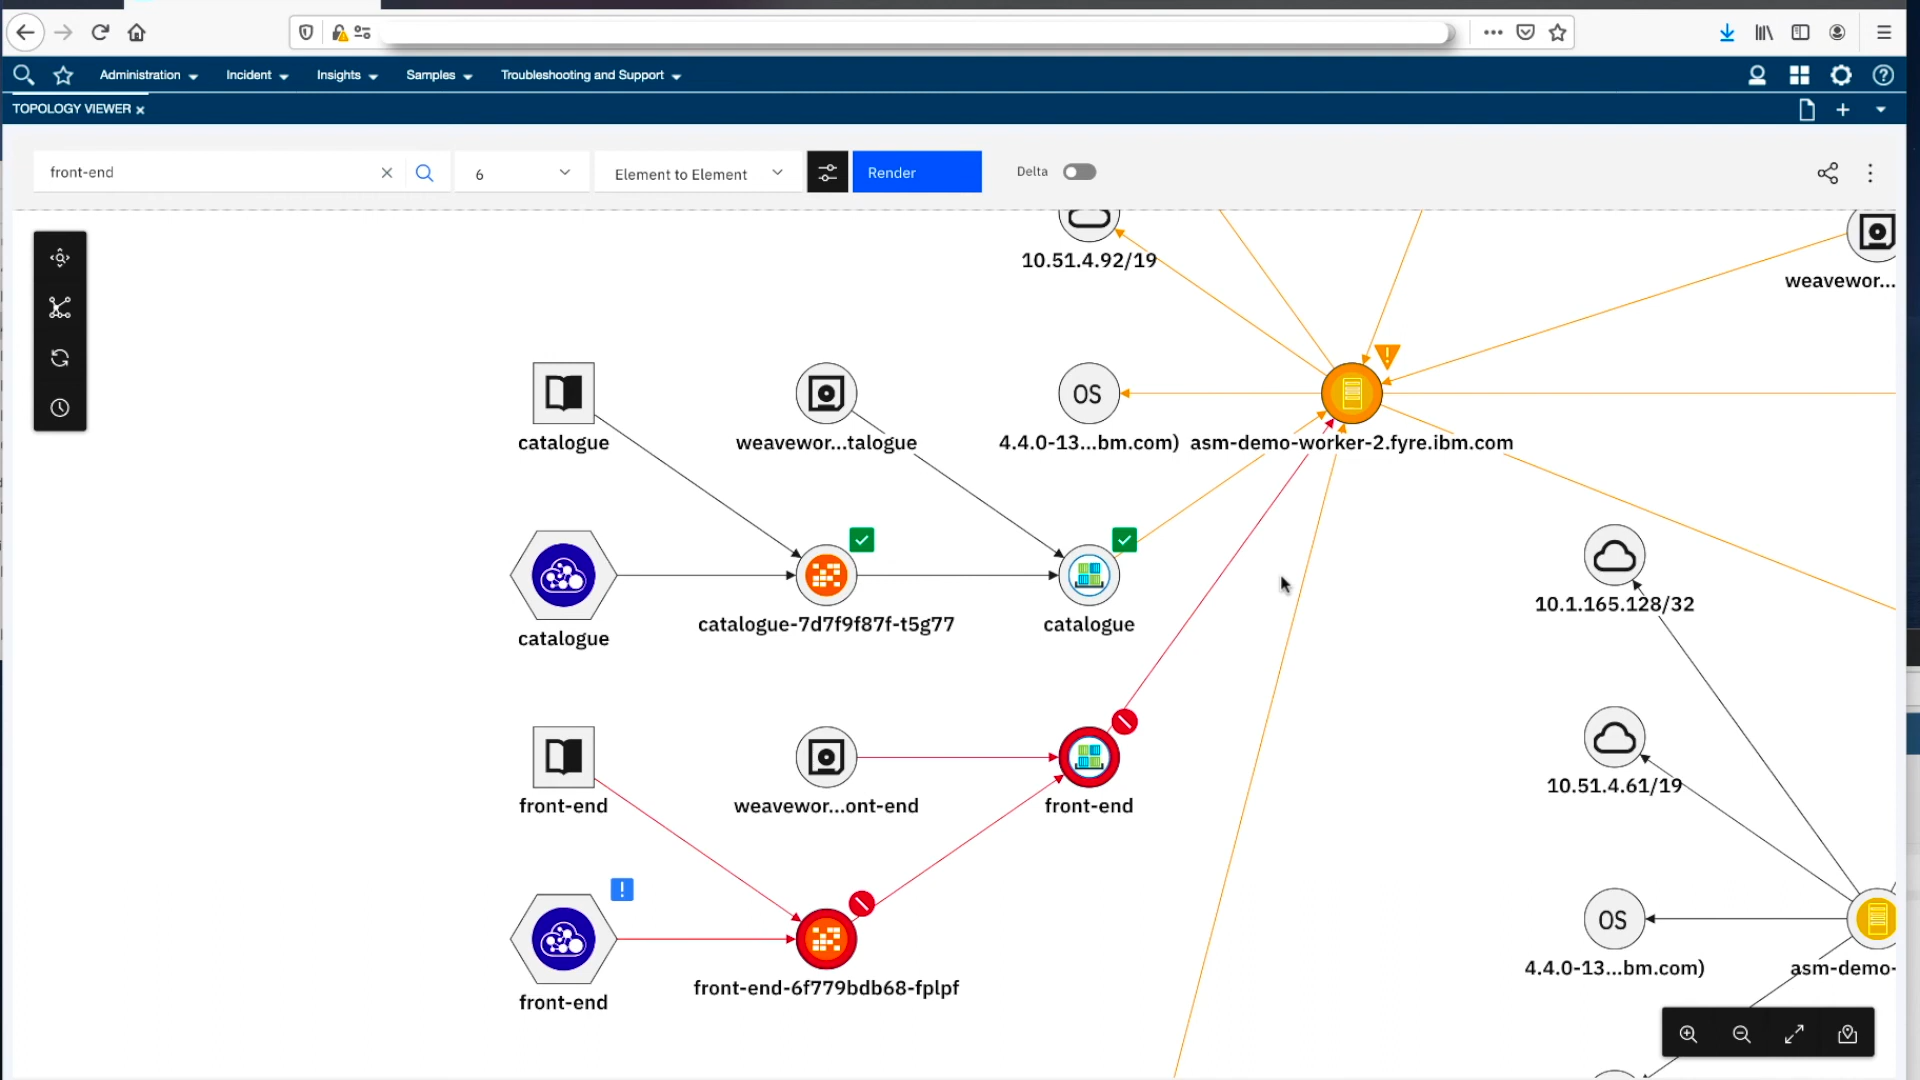 Administration Incident Insights Samples Troubleshooting and Support
TOPOLOGY VIEWER
front-end 6 Element to Element Render Delta
10.51.4.92/19
weavewor...
catalogue
weavewor...talogue
OS
4.4.0-13...bm.com)
asm-demo-worker-2.fyre.ibm.com
catalogue
catalogue-7d7f9f87f-t5g77
catalogue
10.1.165.128/32
front-end
weavewor...ont-end
front-end
10.51.4.61/19
front-end
front-end-6f779bdb68-fplpf
OS
4.4.0-13...bm.com)
asm-demo-